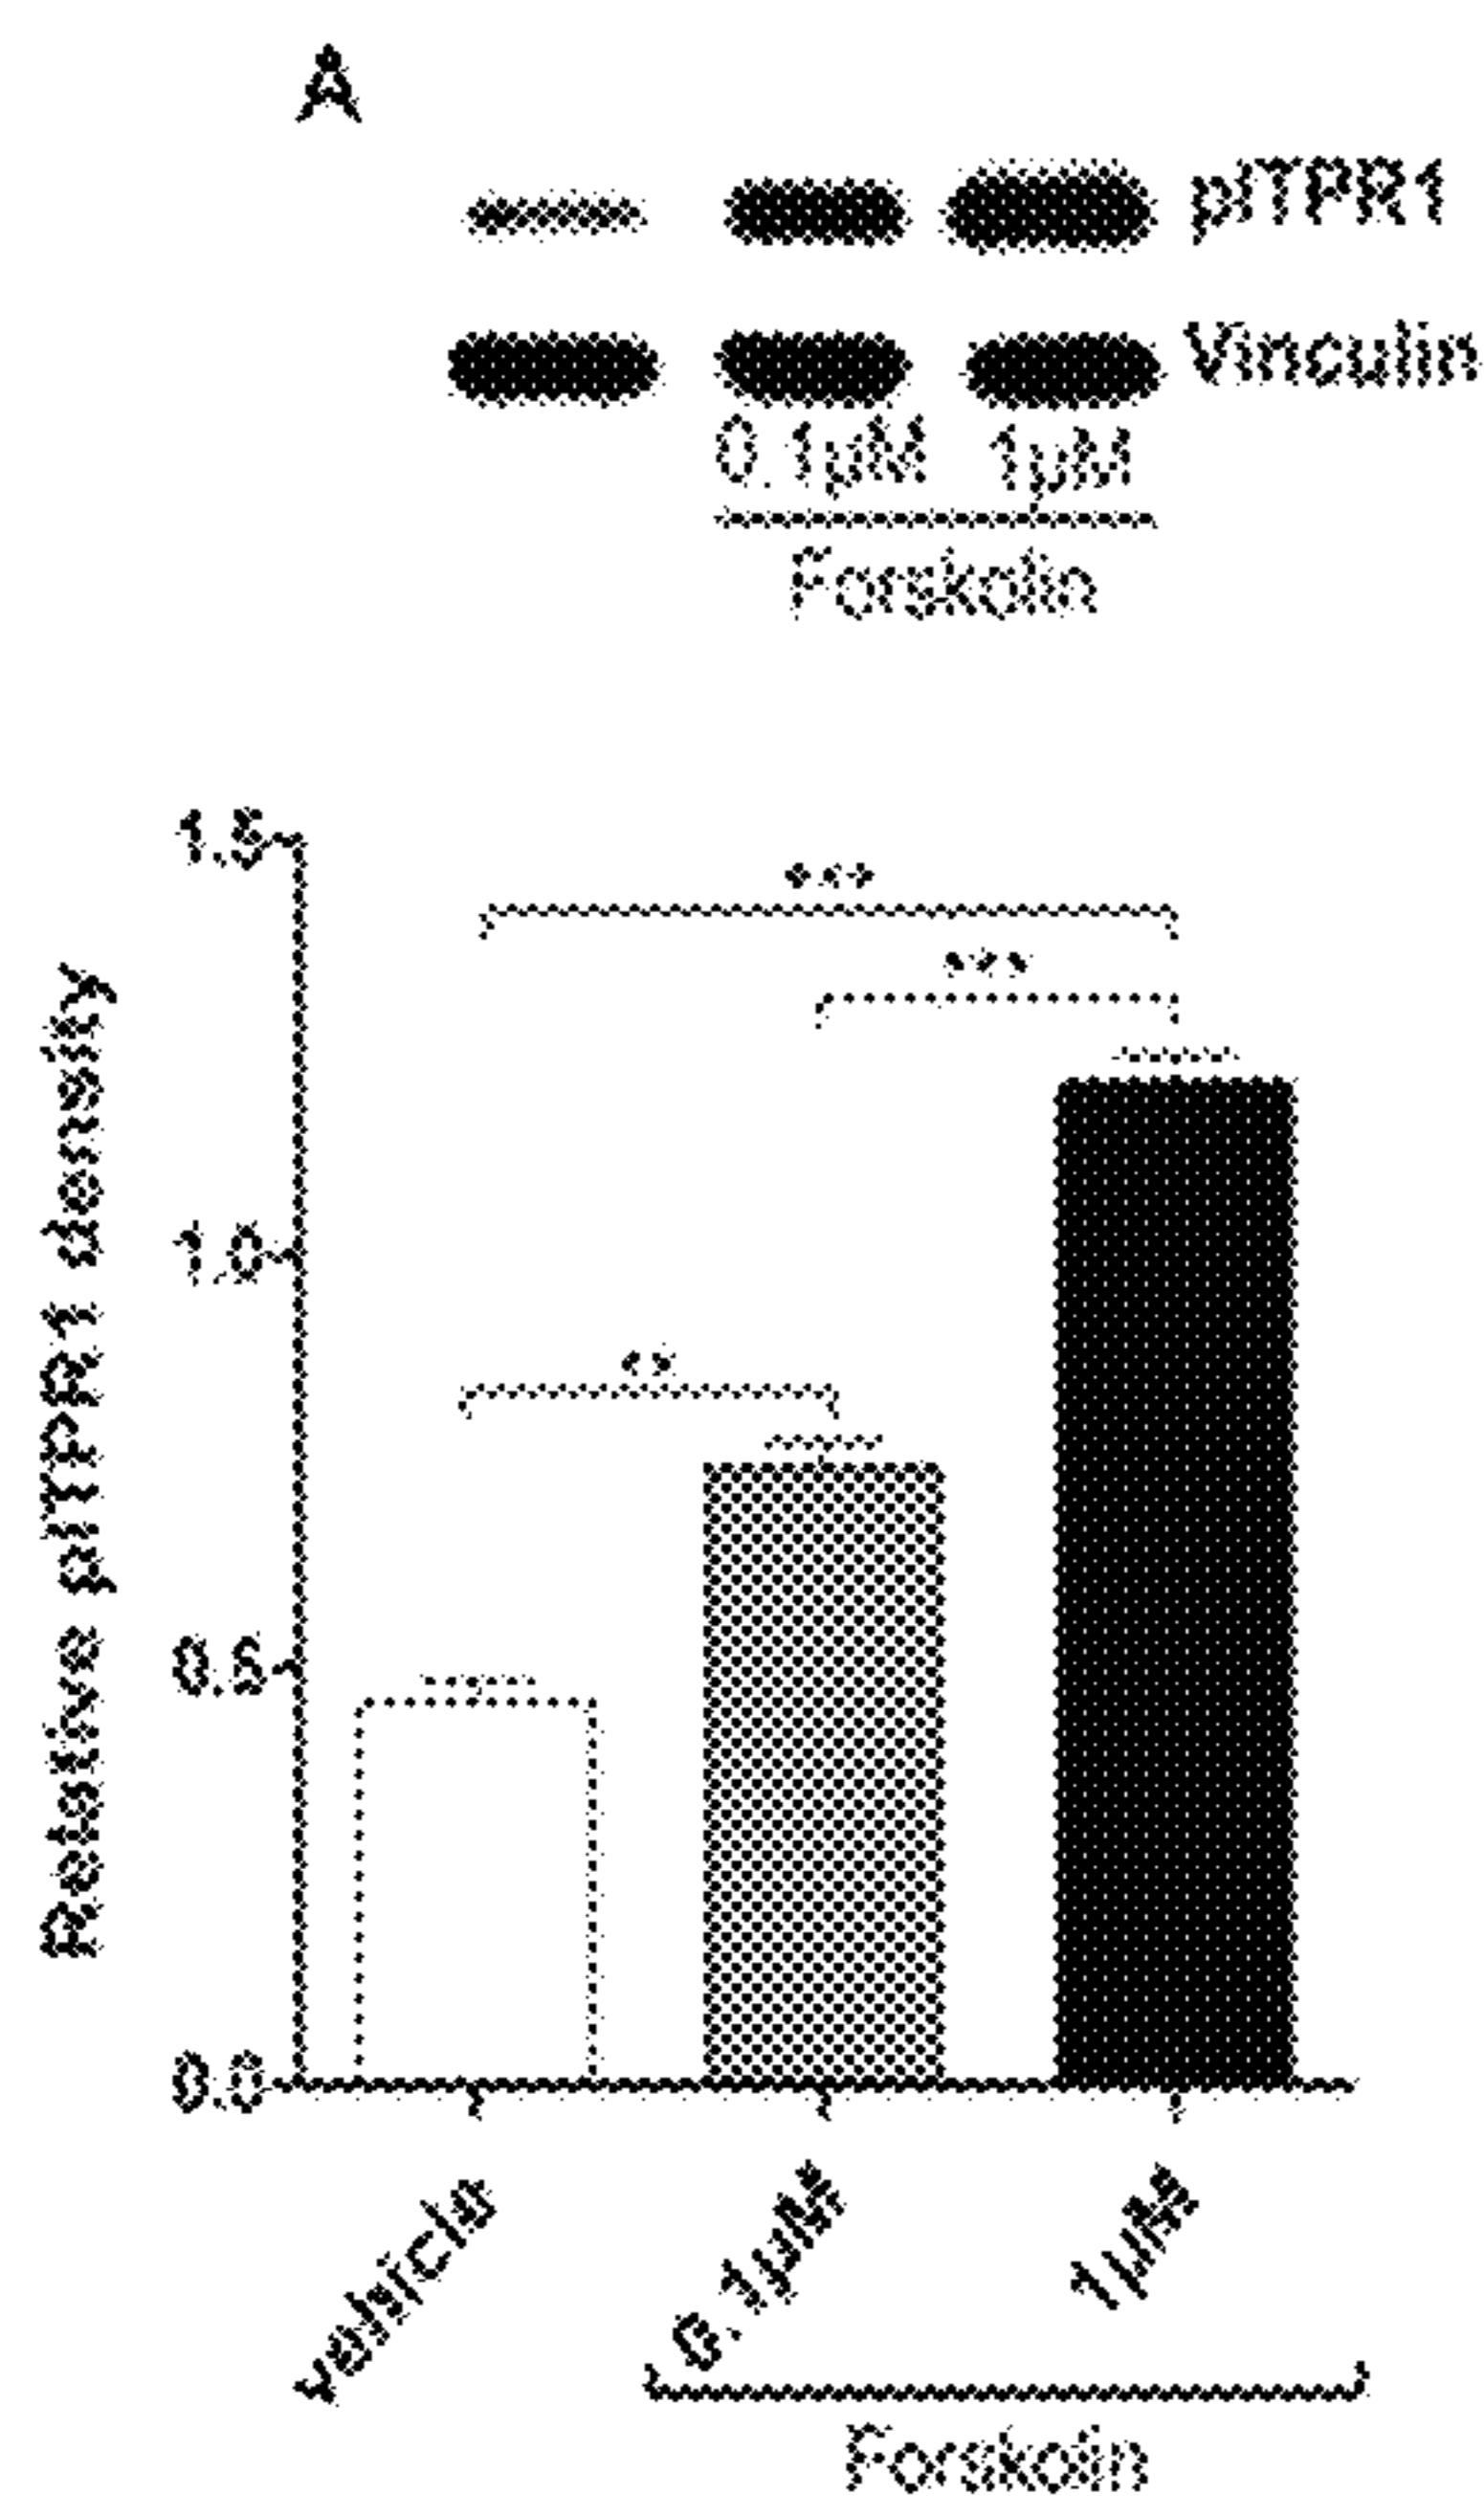 A
pITPR1
Vinculin
0.1μM 1μM
Forskolin
***
***
**
Relative pITPR1 density
1.5
1.0
0.5
0.0
vehicle
0.1μM
1μM
Forskolin